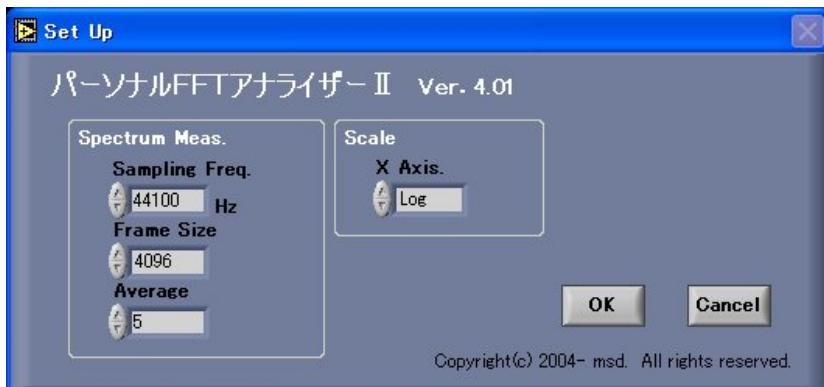 Set Up
パーソナルFFTアナライザーⅡ Ver. 4.01
Spectrum Meas.
Sampling Freq.
44100 Hz
Frame Size
4096
Average
5
Scale
X Axis.
Log
OK Cancel
Copyright(c) 2004- msd. All rights reserved.